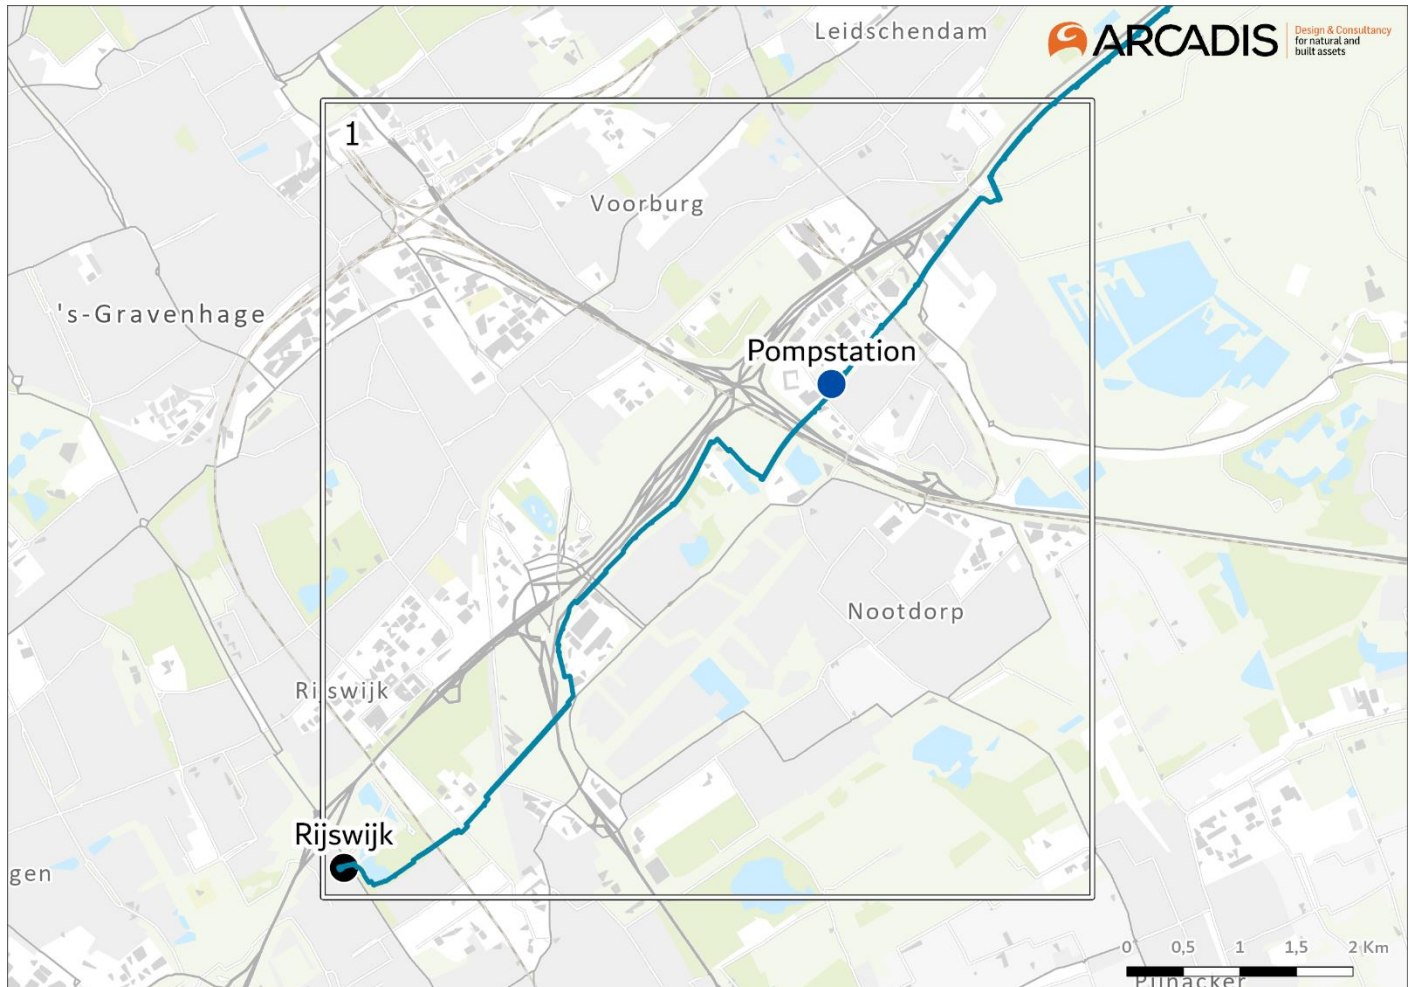 Leidschendam
ARCADIS
Design & Consultancy
for natural and
built assets
1
Voorburg
's-Gravenhage
Pompstation
Nootdorp
Rijswijk
Rijswijk
gen
0 0,5 1 1,5 2 Km
Pijnacker